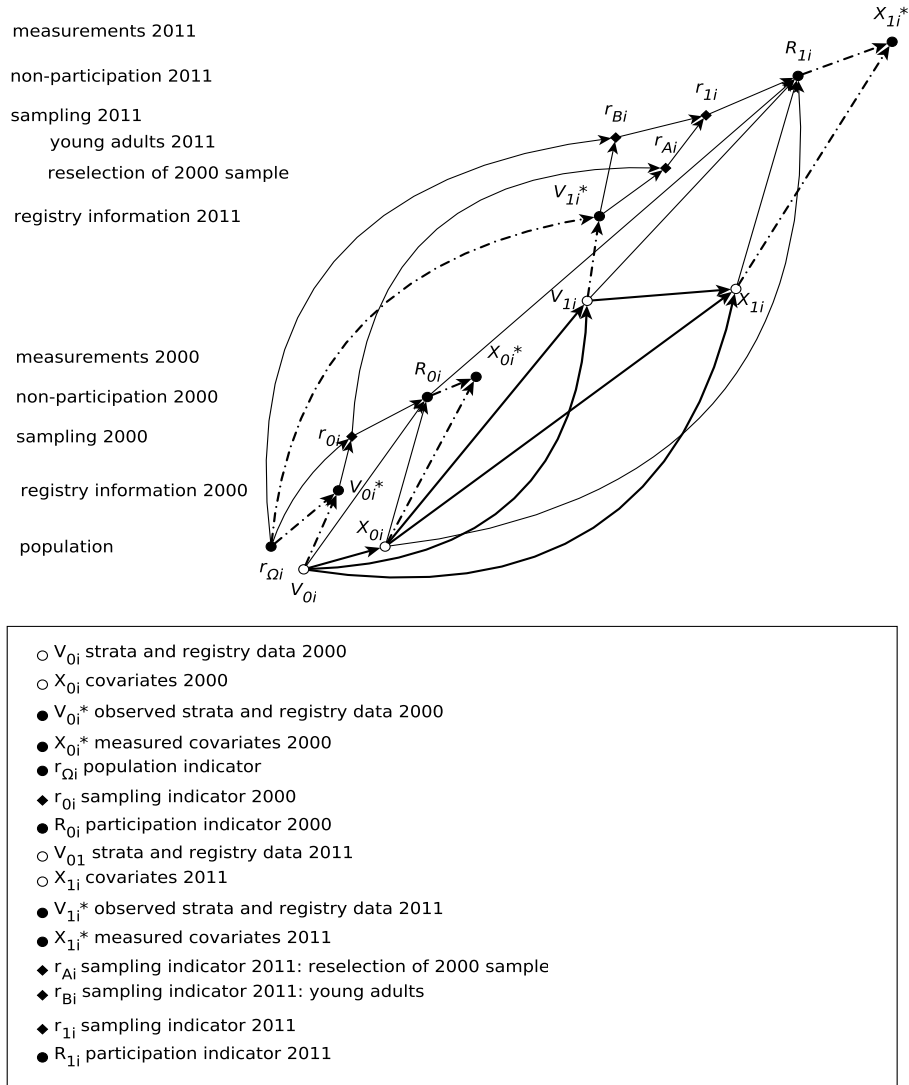 X1i*
measurements 2011
R1i
non-participation 2011
r1i
sampling 2011
rBi
young adults 2011
rAi
reselection of 2000 sample
V1i*
registry information 2011
V1i
X1i
measurements 2000
X0i*
R0i
non-participation 2000
sampling 2000
r0i
registry information 2000
V0i*
X0i
population
rΩi
V0i
V0i strata and registry data 2000
X0i covariates 2000
V0i* observed strata and registry data 2000
X0i* measured covariates 2000
rΩi population indicator
r0i sampling indicator 2000
R0i participation indicator 2000
V01 strata and registry data 2011
X1i covariates 2011
V1i* observed strata and registry data 2011
X1i* measured covariates 2011
rAi sampling indicator 2011: reselection of 2000 sample
rBi sampling indicator 2011: young adults
r1i sampling indicator 2011
R1i participation indicator 2011